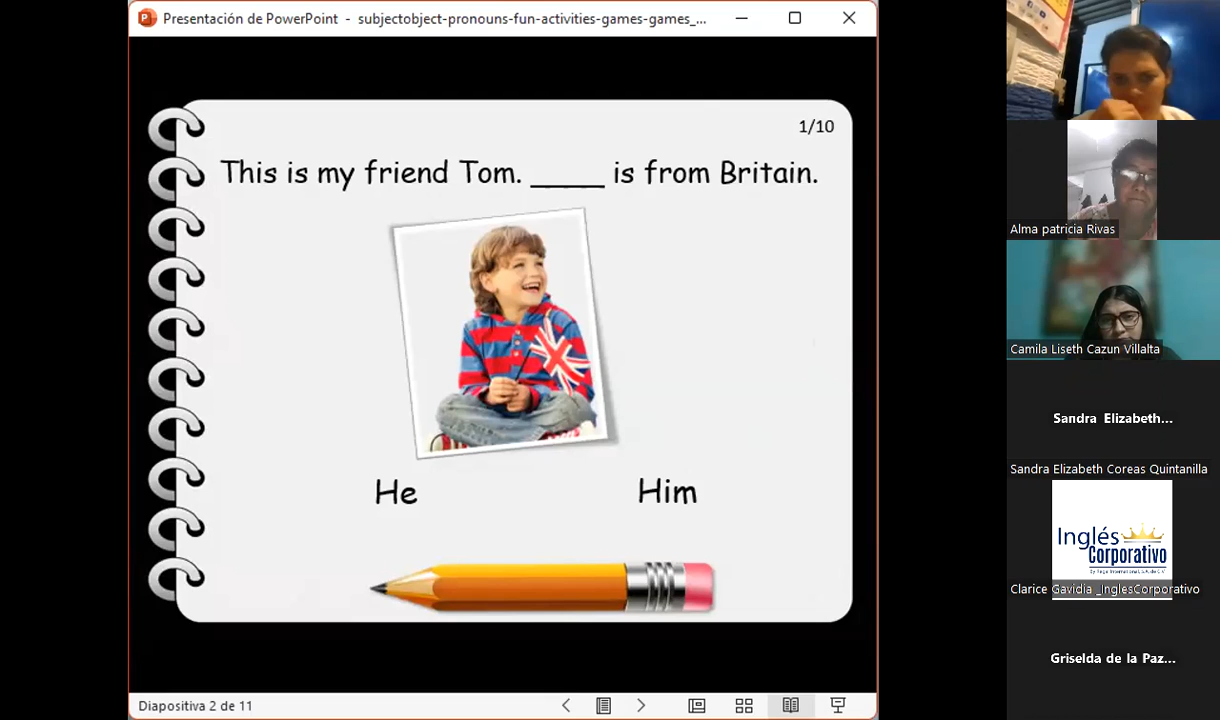 Presentación de PowerPoint - subjectobject-pronouns-fun-activities-games-games_...
1/10
This is my friend Tom. ____ is from Britain.
He
Him
Diapositiva 2 de 11
Alma patricia Rivas
Camila Liseth Cazun Villalta
Sandra Elizabeth...
Sandra Elizabeth Coreas Quintanilla
Inglés
Corporativo
Clarice Gavidia _InglesCorporativo
Griselda de la Paz...